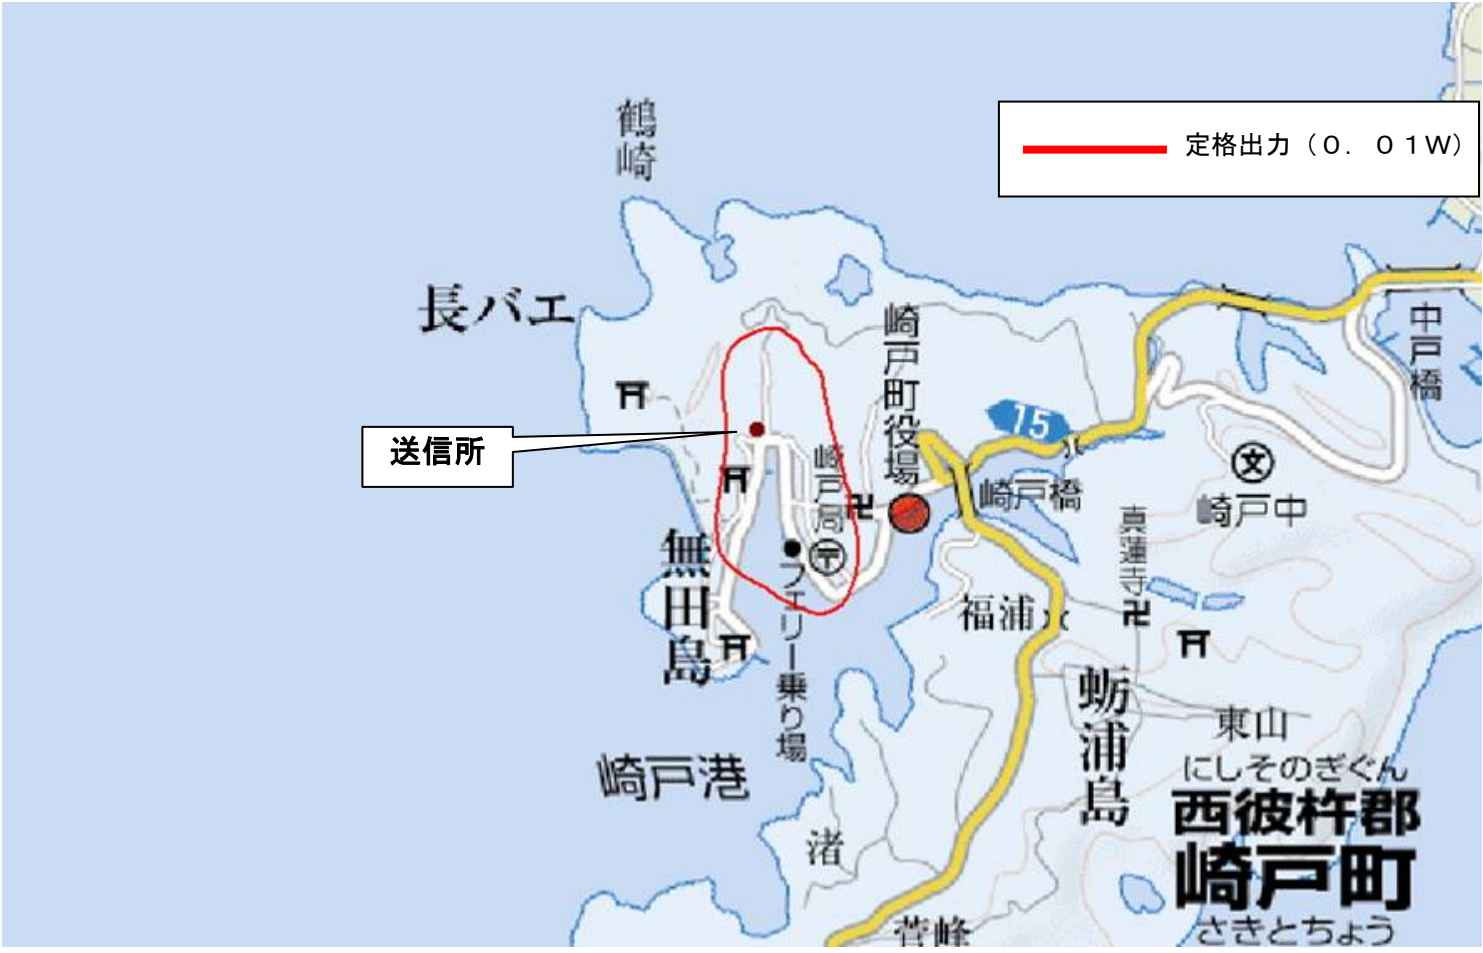 鶴崎
定格出力（０．０１W）
長バエ
崎戸町役場
中戸橋
15
送信所
崎戸局
崎戸橋
文
崎戸中
真蓮寺
無田島
福浦
フェリー乗り場
蛎浦島
東山
崎戸港
にしそのぎぐん
西彼杵郡
崎戸町
さきとちょう
渚
菅峰